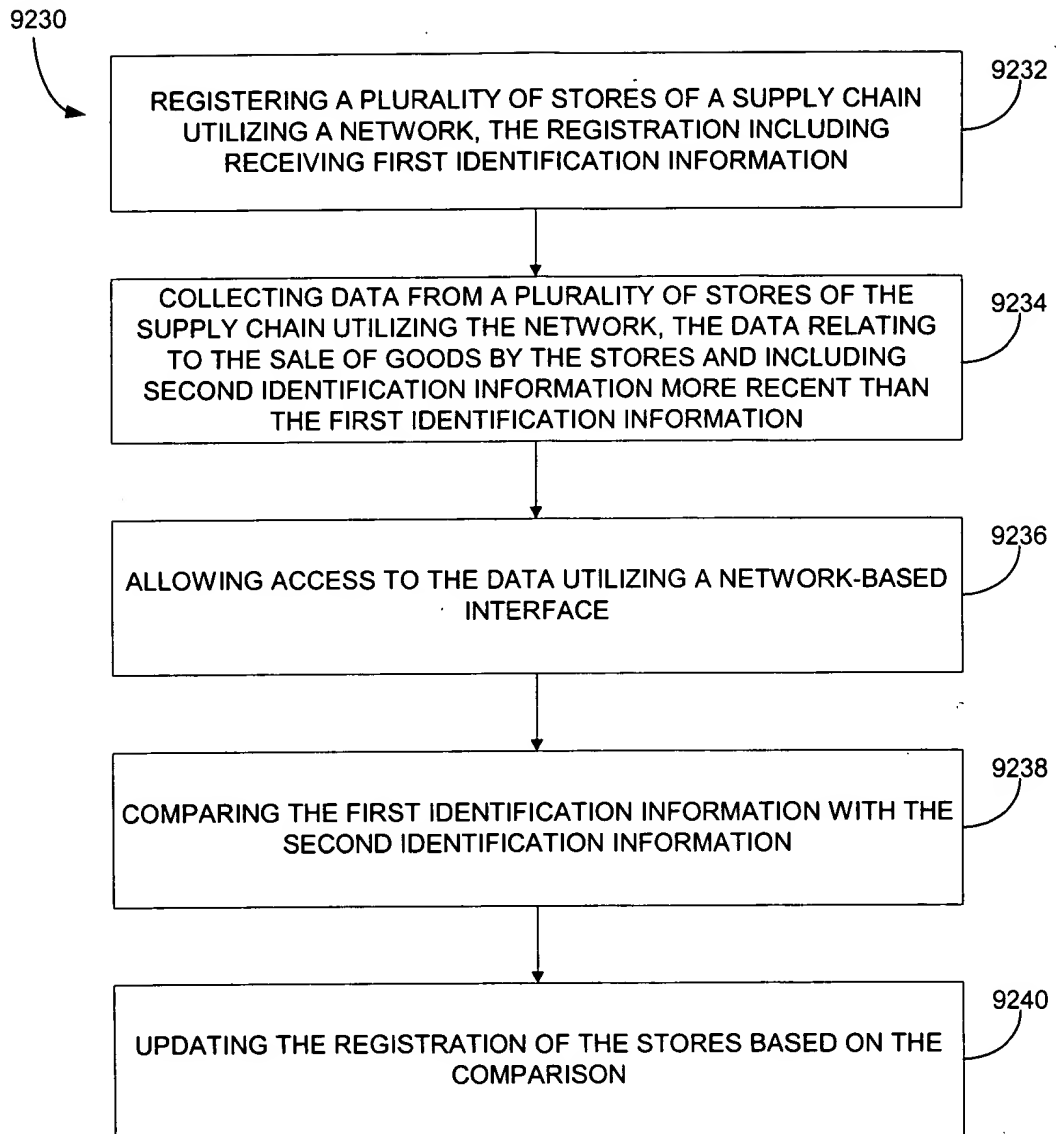 9230
9232
REGISTERING A PLURALITY OF STORES OF A SUPPLY CHAIN
UTILIZING A NETWORK, THE REGISTRATION INCLUDING
RECEIVING FIRST IDENTIFICATION INFORMATION
9234
COLLECTING DATA FROM A PLURALITY OF STORES OF THE
SUPPLY CHAIN UTILIZING THE NETWORK, THE DATA RELATING
TO THE SALE OF GOODS BY THE STORES AND INCLUDING
SECOND IDENTIFICATION INFORMATION MORE RECENT THAN
THE FIRST IDENTIFICATION INFORMATION
9236
ALLOWING ACCESS TO THE DATA UTILIZING A NETWORK-BASED
INTERFACE
9238
COMPARING THE FIRST IDENTIFICATION INFORMATION WITH THE
SECOND IDENTIFICATION INFORMATION
9240
UPDATING THE REGISTRATION OF THE STORES BASED ON THE
COMPARISON